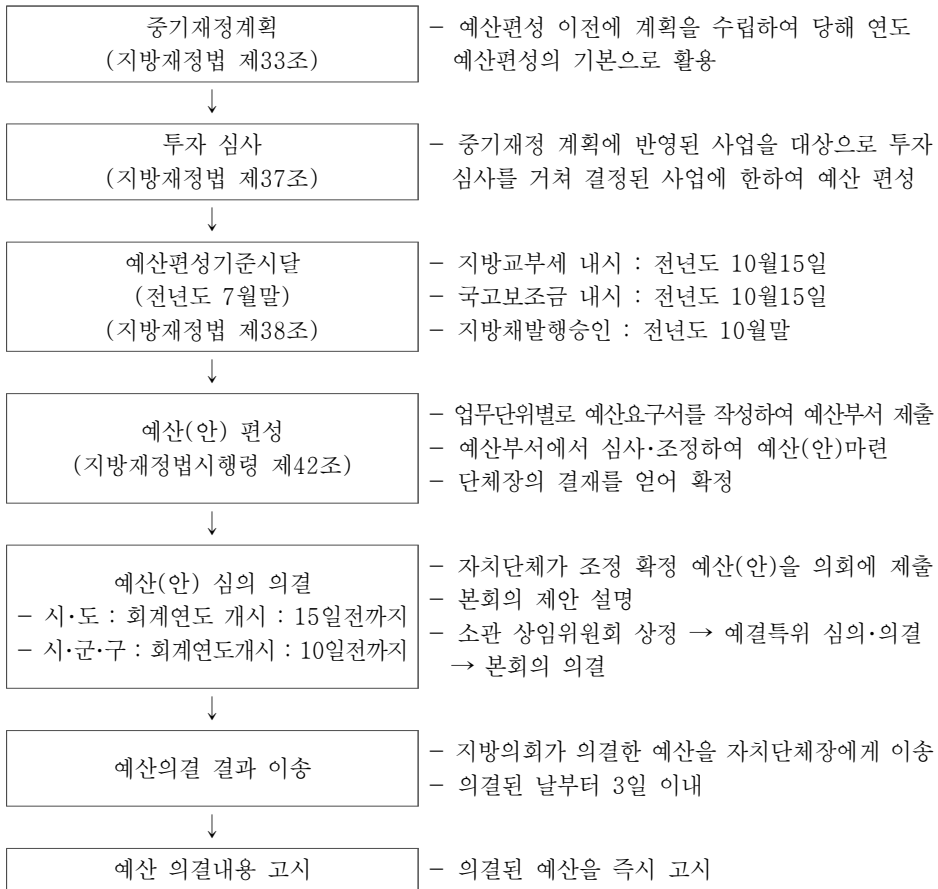 중기재정계획
(지방재정법 제33조)
- 예산편성 이전에 계획을 수립하여 당해 연도
예산편성의 기본으로 활용
↓
투자 심사
(지방재정법 제37조)
- 중기재정 계획에 반영된 사업을 대상으로 투자
심사를 거쳐 결정된 사업에 한하여 예산 편성
↓
예산편성기준시달
(전년도 7월말)
(지방재정법 제38조)
- 지방교부세 내시 : 전년도 10월15일
- 국고보조금 내시 : 전년도 10월15일
- 지방채발행승인 : 전년도 10월말
↓
예산(안) 편성
(지방재정법시행령 제42조)
- 업무단위별로 예산요구서를 작성하여 예산부서 제출
- 예산부서에서 심사·조정하여 예산(안)마련
- 단체장의 결재를 얻어 확정
↓
예산(안) 심의 의결
- 시·도 : 회계연도 개시 : 15일전까지
- 시·군·구 : 회계연도개시 : 10일전까지
- 자치단체가 조정 확정 예산(안)을 의회에 제출
- 본회의 제안 설명
- 소관 상임위원회 상정 → 예결특위 심의·의결
→ 본회의 의결
↓
예산의결 결과 이송
- 지방의회가 의결한 예산을 자치단체장에게 이송
- 의결된 날부터 3일 이내
↓
예산 의결내용 고시
- 의결된 예산을 즉시 고시